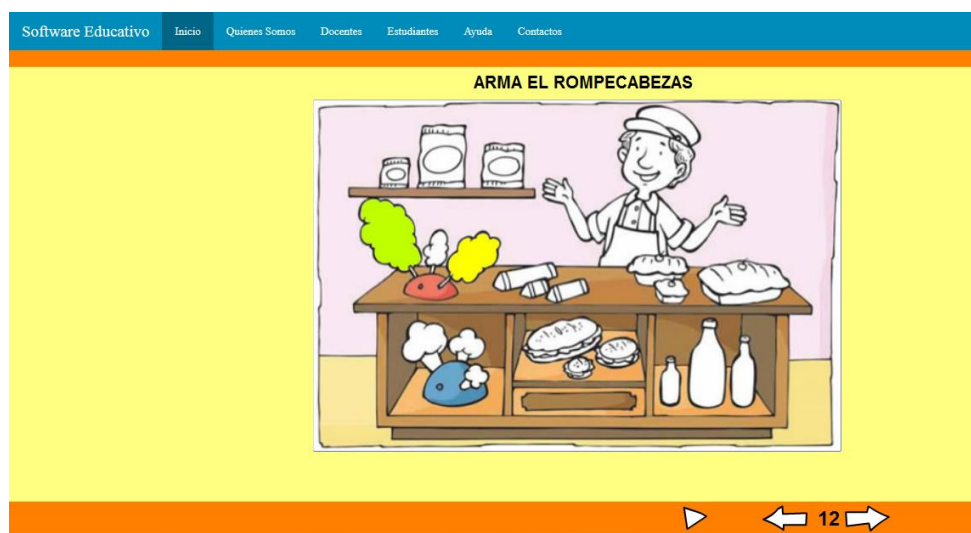 Software Educativo Inicio Quienes Somos Docentes Estudiantes Ayuda Contactos
ARMA EL ROMPECABEZAS
12